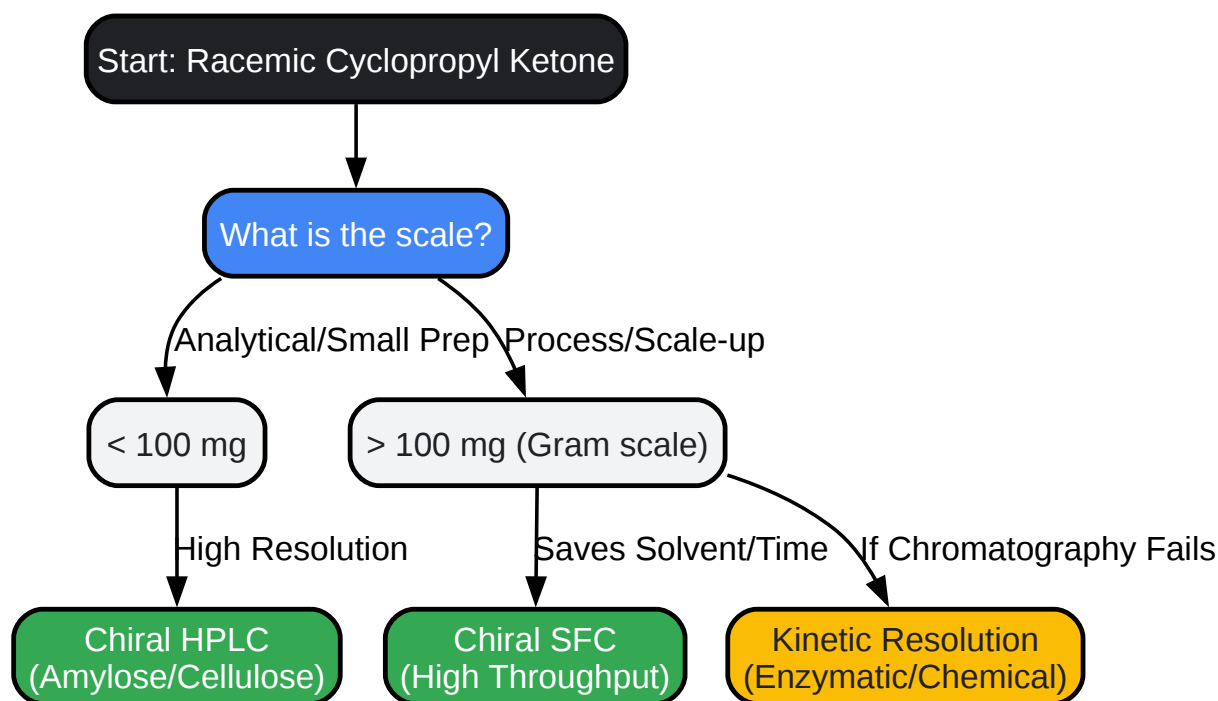 Start: Racemic Cyclopropyl Ketone
What is the scale?
Analytical/Small Prep
Process/Scale-up
< 100 mg
> 100 mg (Gram scale)
High Resolution
Saves Solvent/Time
If Chromatography Fails
Chiral HPLC
(Amylose/Cellulose)
Chiral SFC
(High Throughput)
Kinetic Resolution
(Enzymatic/Chemical)